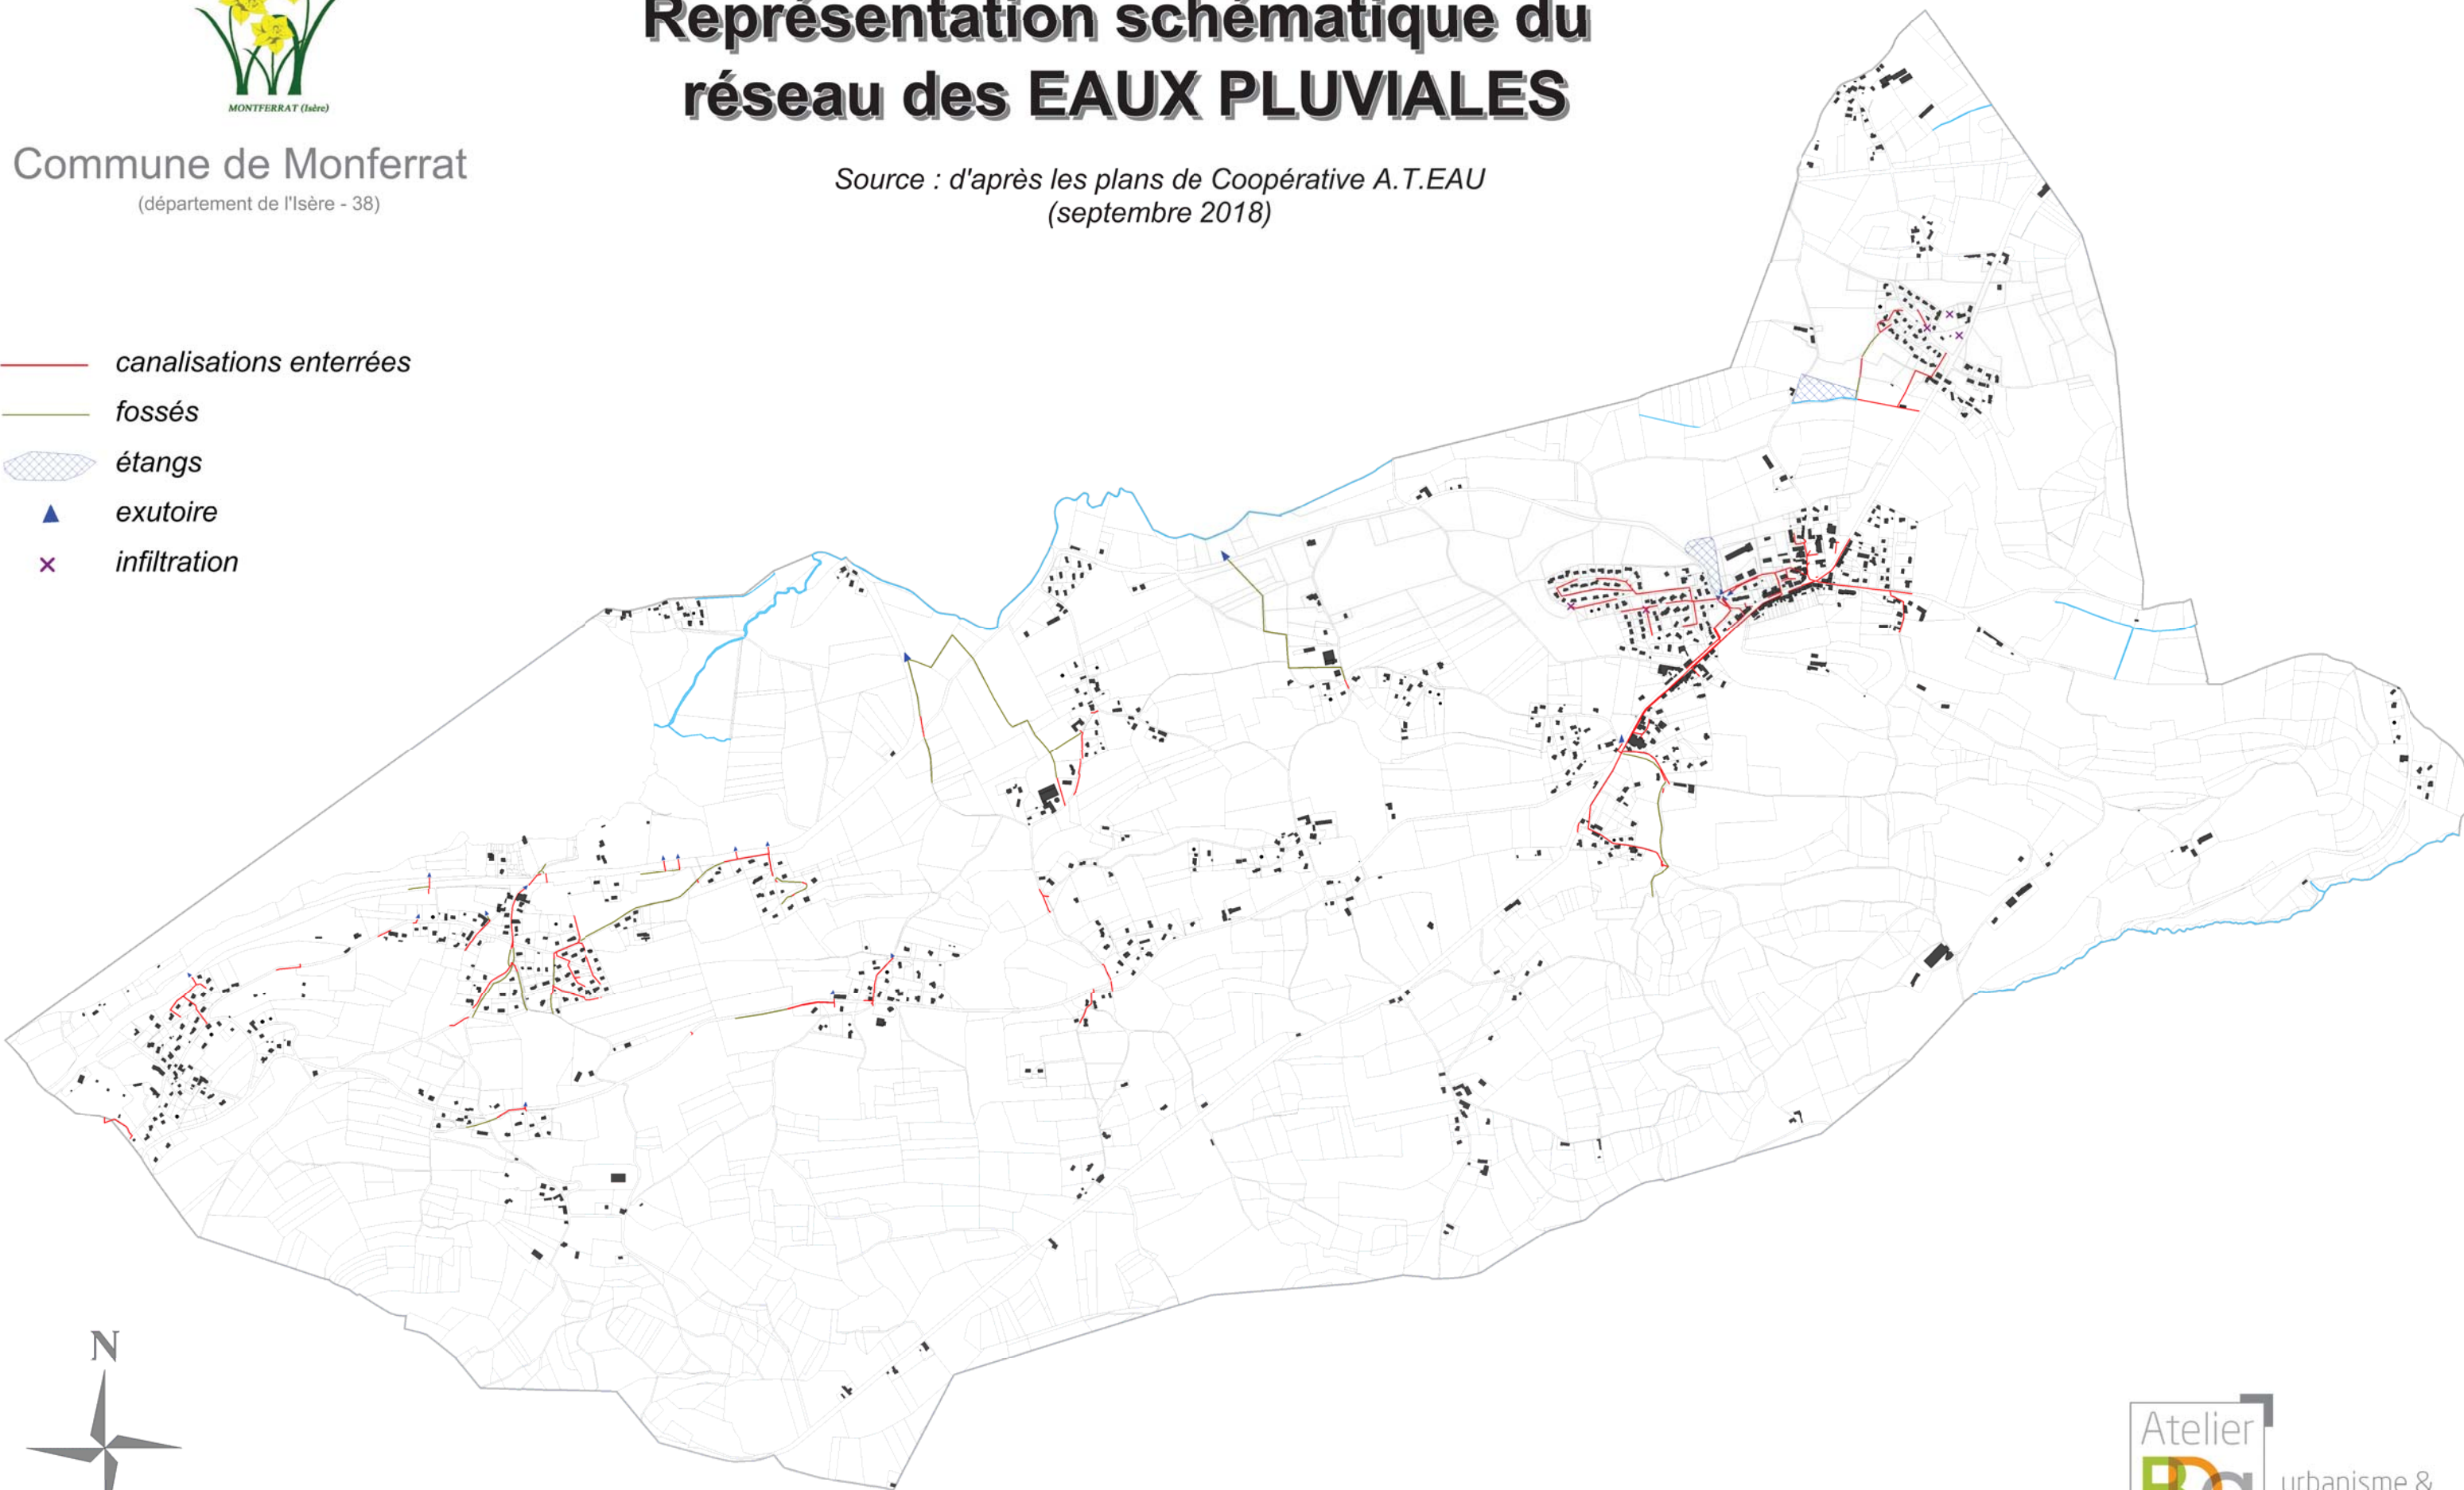 Représentation schématique du
réseau des EAUX PLUVIALES
MONTFERRAT (Isère)
Commune de Monferrat
(département de l'Isère - 38)
Source : d'après les plans de Coopérative A.T.EAU
(septembre 2018)
canalisations enterrées
fossés
étangs
exutoire
infiltration
N
Atelier
BDa
urbanisme &